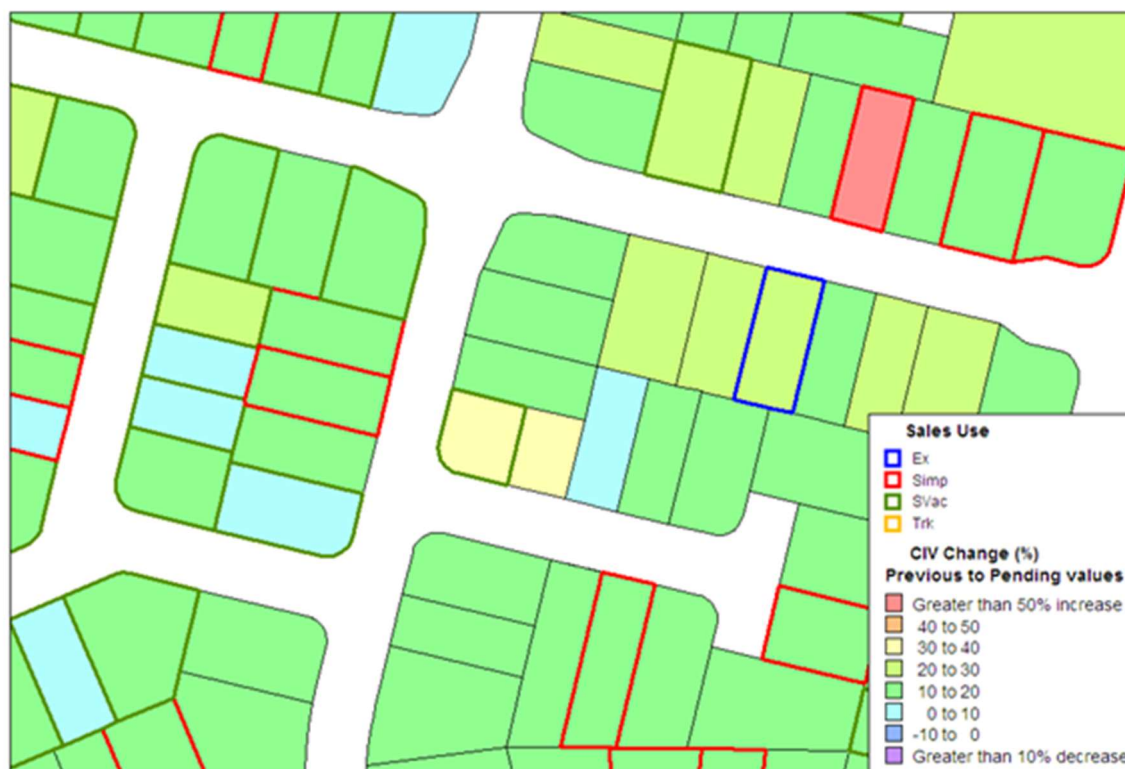 Sales Use
Ex
Simp
SVac
Trk
CIV Change (%)
Previous to Pending values
Greater than 50% increase
40 to 50
30 to 40
20 to 30
10 to 20
0 to 10
-10 to 0
Greater than 10% decrease